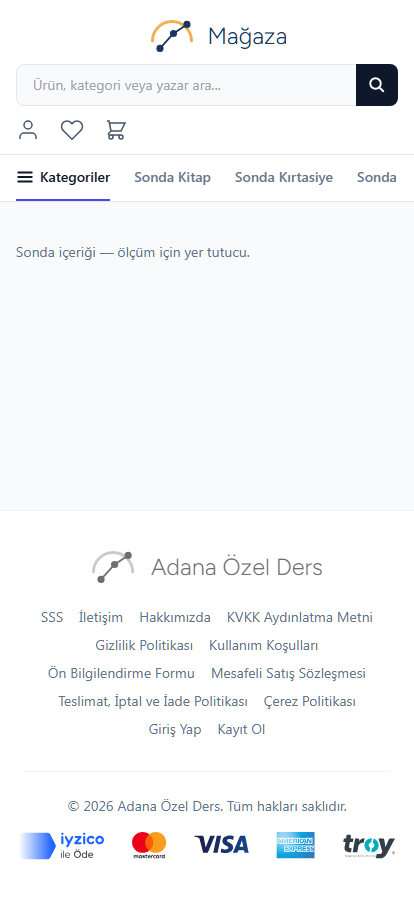 Mağaza
Ürün, kategori veya yazar ara...
Kategoriler Sonda Kitap Sonda Kırtasiye Sonda
Sonda içeriği — ölçüm için yer tutucu.
Adana Özel Ders
SSS İletişim Hakkımızda KVKK Aydınlatma Metni
Gizlilik Politikası Kullanım Koşulları
Ön Bilgilendirme Formu Mesafeli Satış Sözleşmesi
Teslimat, İptal ve İade Politikası Çerez Politikası
Giriş Yap Kayıt Ol
© 2026 Adana Özel Ders. Tüm hakları saklıdır.
iyzico ile Öde mastercard VISA AMERICAN EXPRESS troy